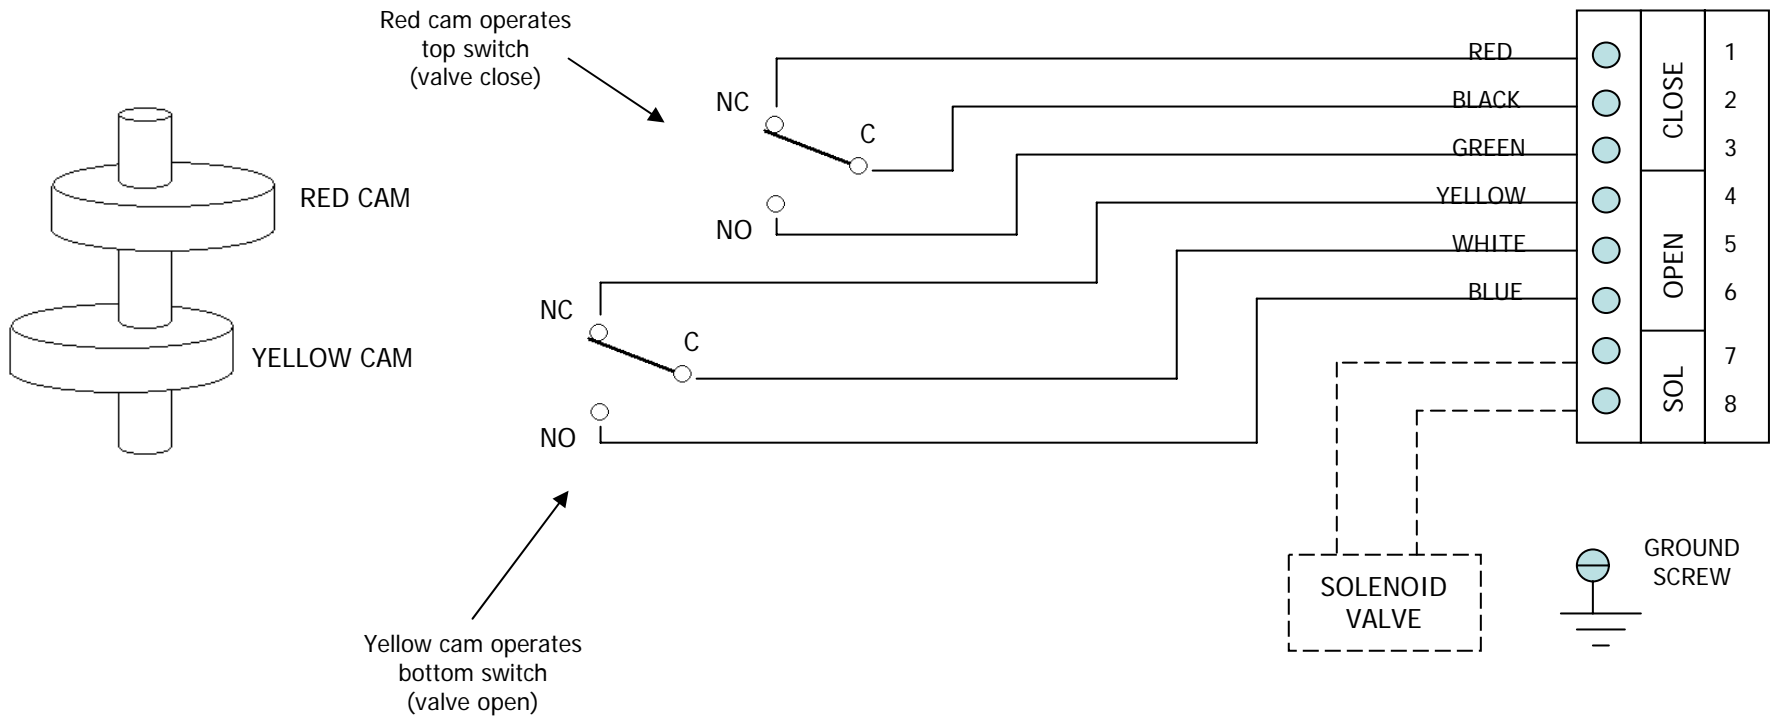 Red cam operates
top switch
(valve close)
RED
1
NC
BLACK
2
CLOSE
C
GREEN
3
RED CAM
YELLOW
4
NO
WHITE
5
OPEN
BLUE
6
NC
C
YELLOW CAM
7
SOL
8
NO
GROUND
SCREW
SOLENOID
VALVE
Yellow cam operates
bottom switch
(valve open)